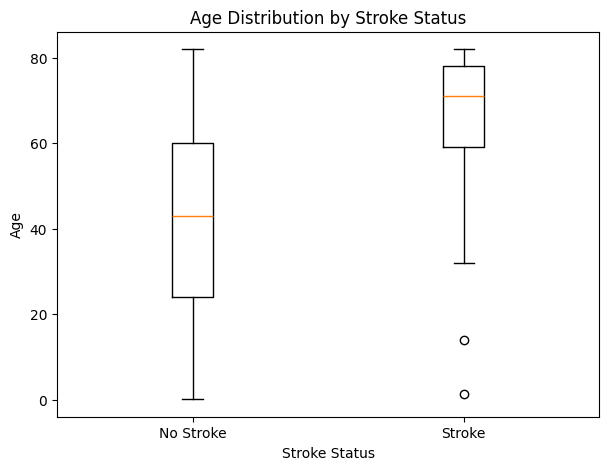 Age Distribution by Stroke Status
80
60
40
20
0
Age
No Stroke
Stroke
Stroke Status